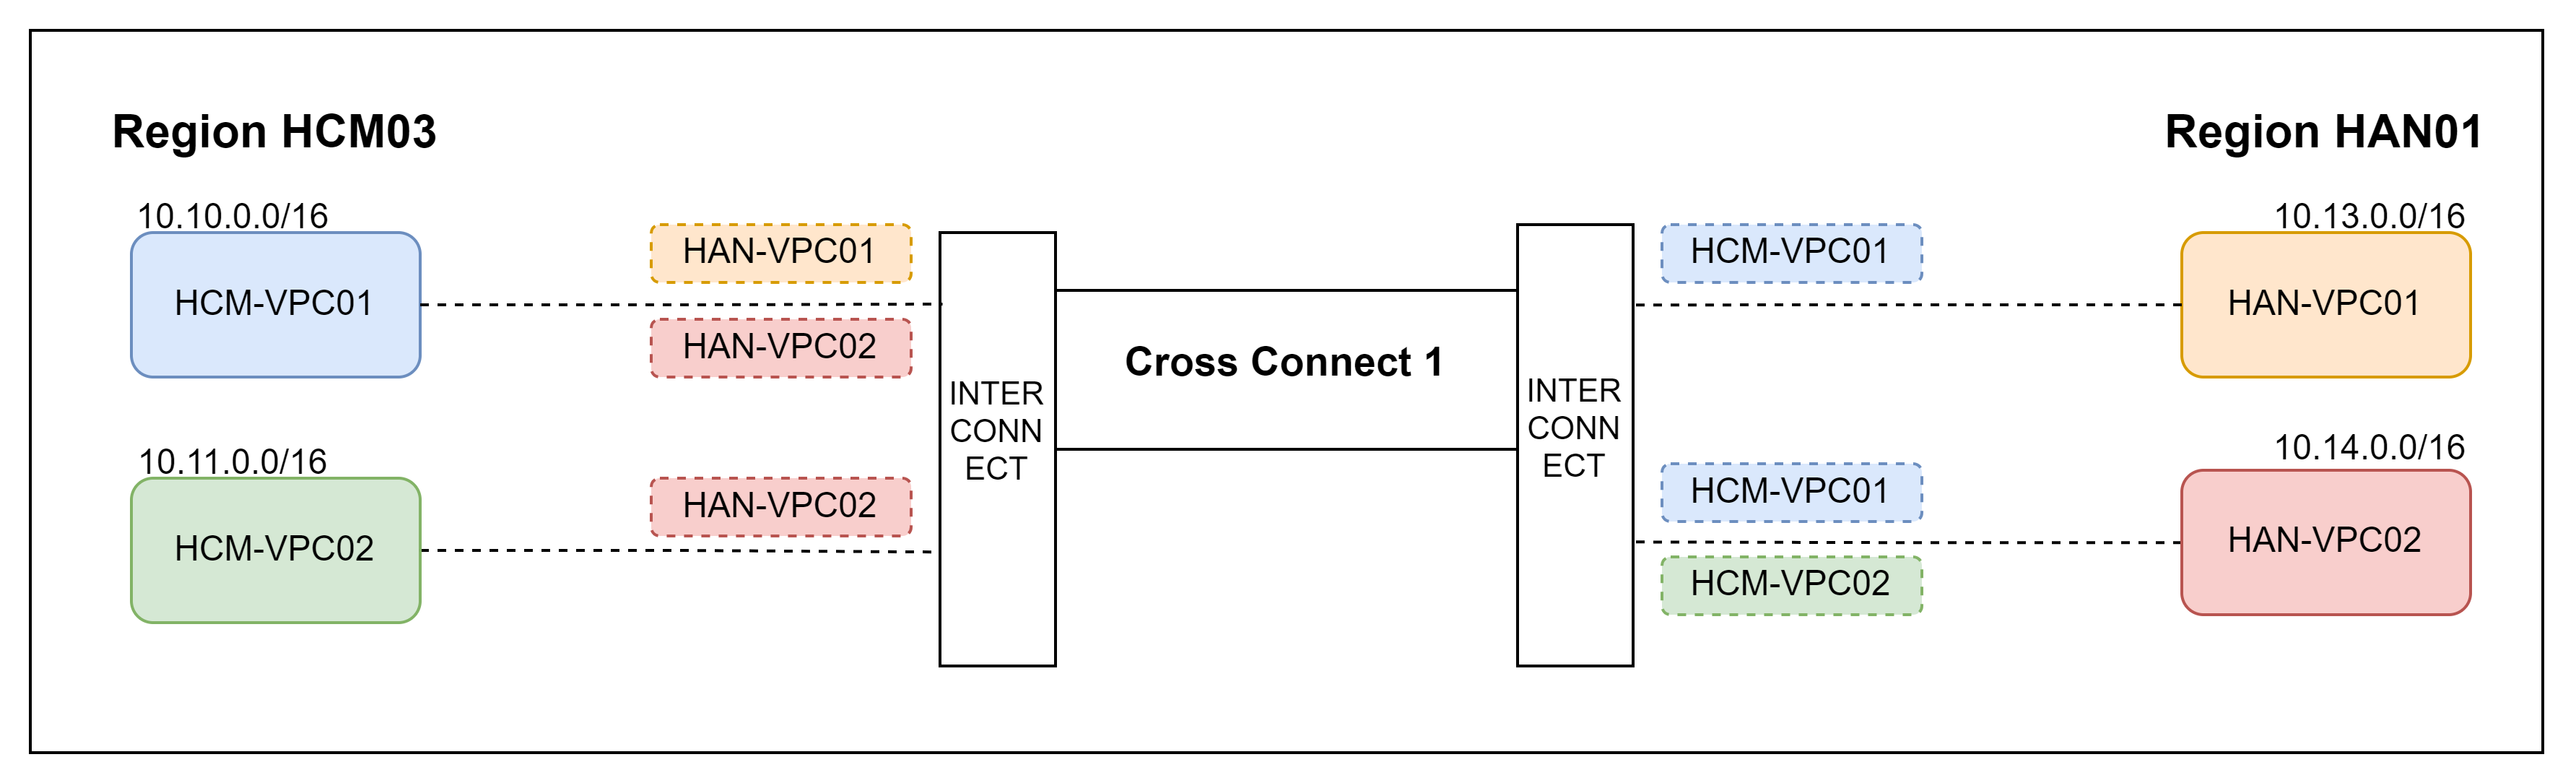 Region HCM03
Region HAN01
10.10.0.0/16
HCM-VPC01
HAN-VPC01
HAN-VPC02
10.11.0.0/16
HCM-VPC02
HAN-VPC02
INTER
CONN
ECT
Cross Connect 1
INTER
CONN
ECT
HCM-VPC01
10.13.0.0/16
HAN-VPC01
HCM-VPC01
HCM-VPC02
10.14.0.0/16
HAN-VPC02